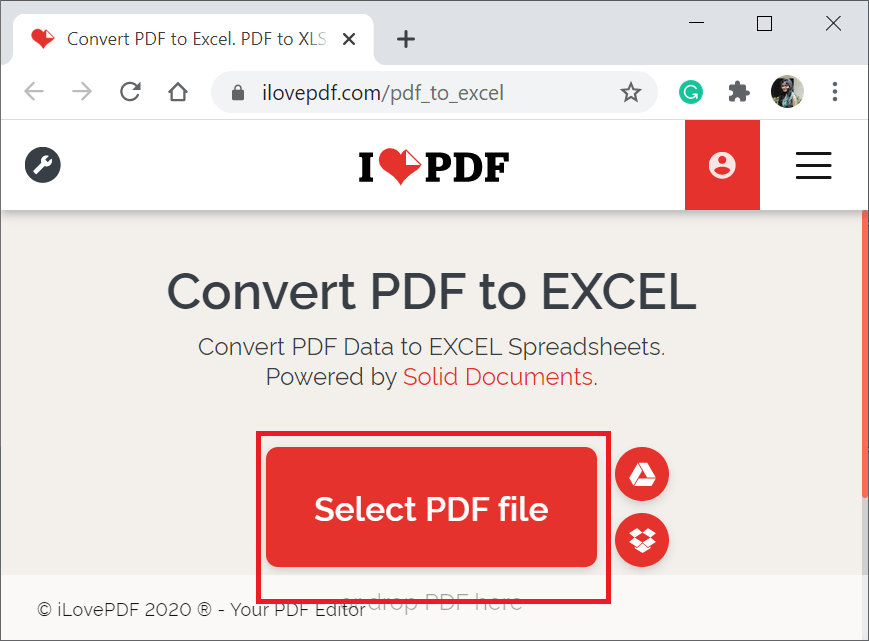 Convert PDF to Excel. PDF to XLS
ilovepdf.com/pdf_to_excel
I PDF
Convert PDF to EXCEL
Convert PDF Data to EXCEL Spreadsheets.
Powered by Solid Documents.
Select PDF file
or drop PDF here
© iLovePDF 2020 ® - Your PDF Editor